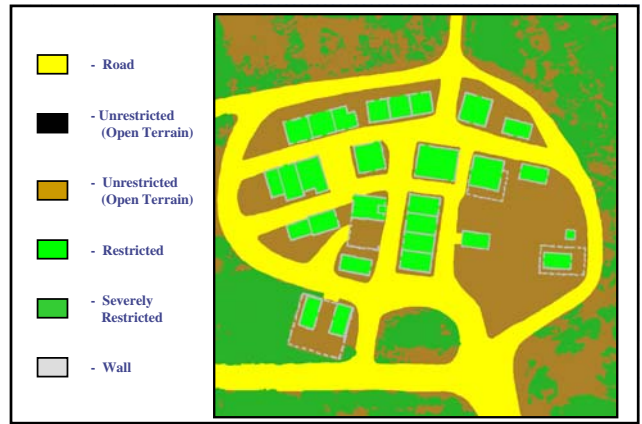 - Road
- Unrestricted
(Open Terrain)
- Unrestricted
(Open Terrain)
- Restricted
- Severely
Restricted
- Wall